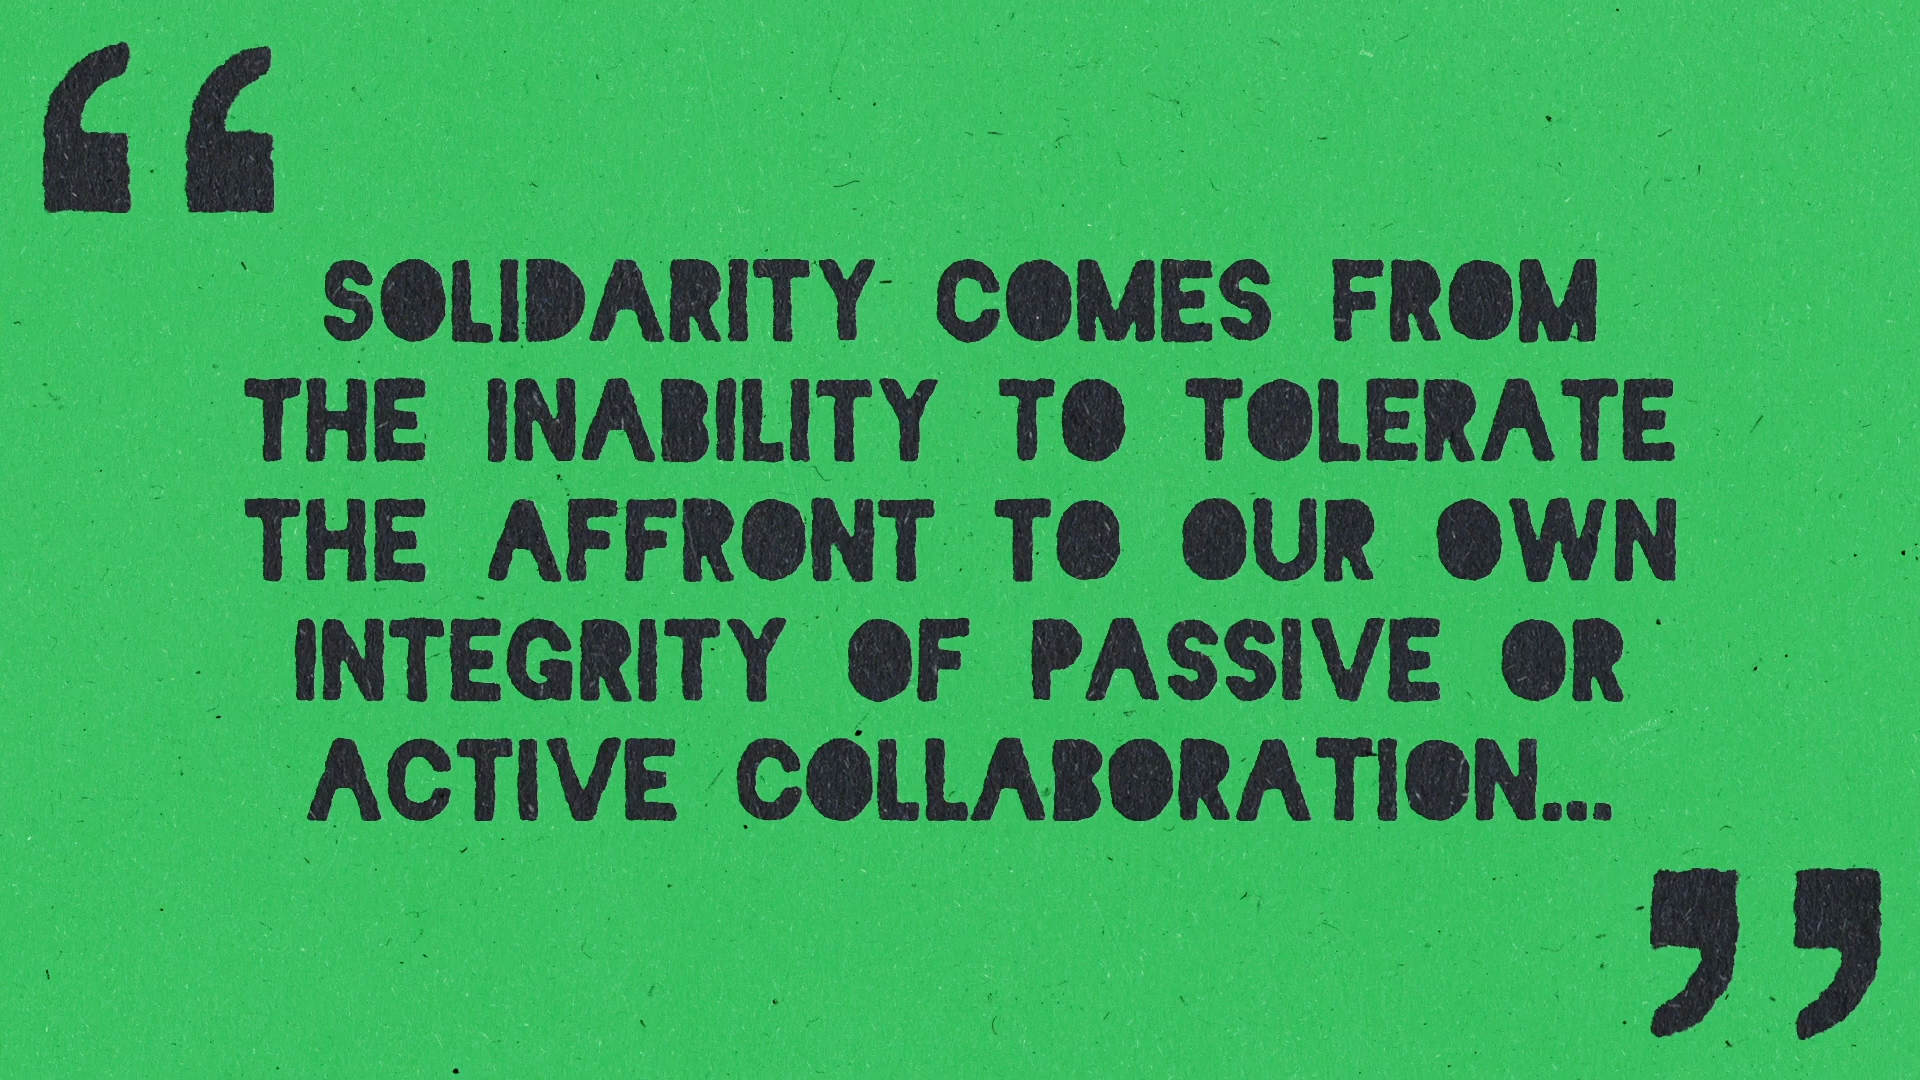 “
SOLIDARITY COMES FROM
THE INABILITY TO TOLERATE
THE AFFRONT TO OUR OWN
INTEGRITY OF PASSIVE OR
ACTIVE COLLABORATION...
”